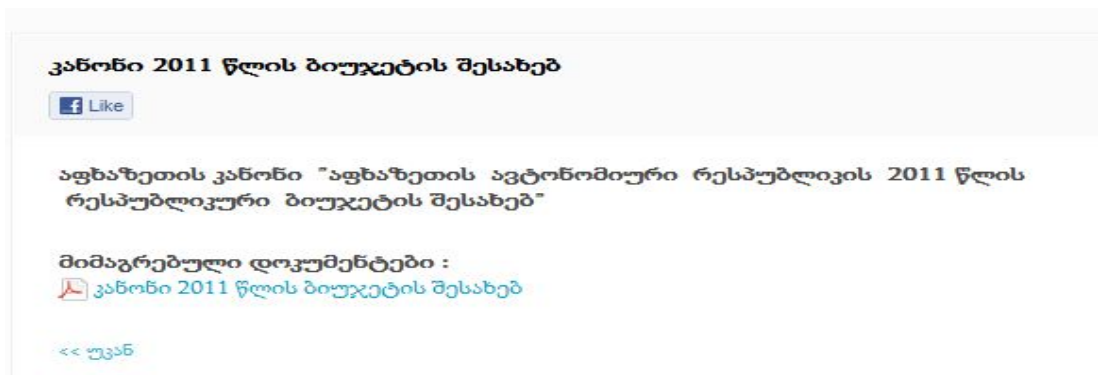 კანონი 2011 წლის ბიუჯეტის შესახებ
Like
აფხაზეთის კანონი "აფხაზეთის ავტონომიური რესპუბლიკის 2011 წლის
რესპუბლიკური ბიუჯეტის შესახებ"
მიმაგრებული დოკუმენტები :
კანონი 2011 წლის ბიუჯეტის შესახებ
<< უკან